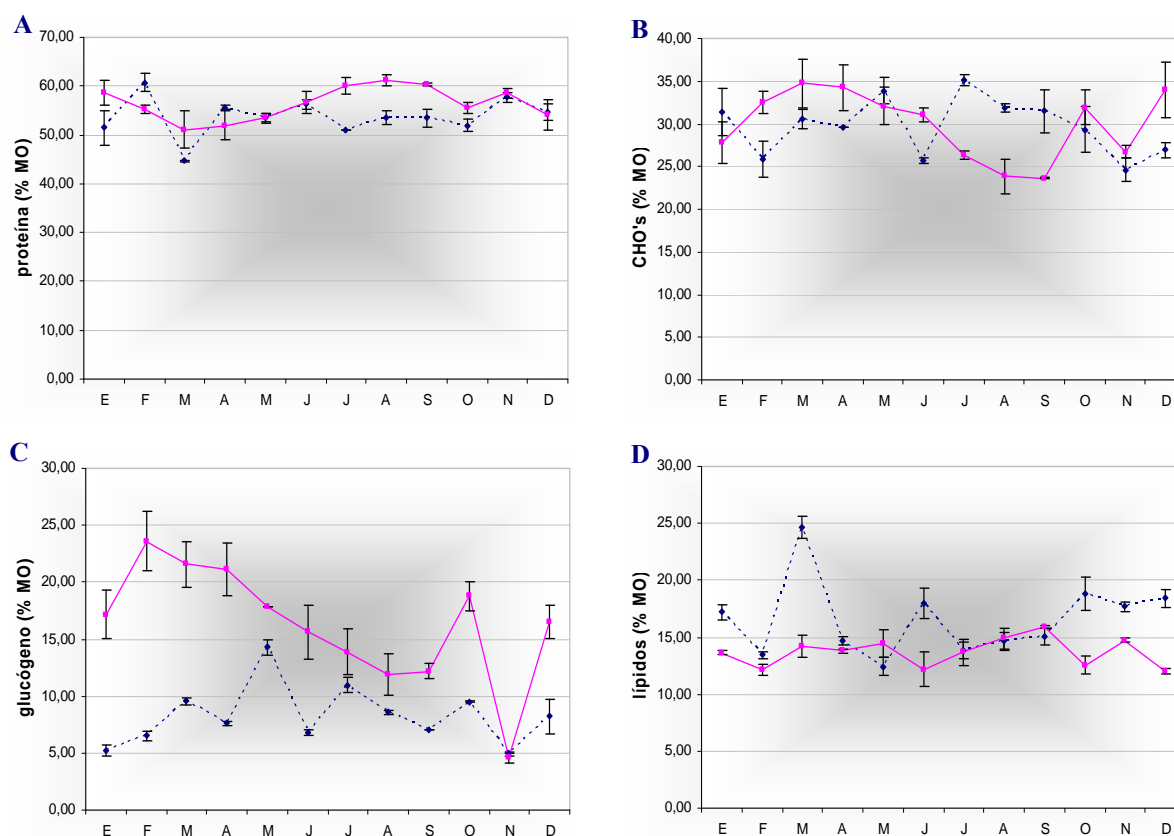 A
70,00
60,00
50,00
40,00
30,00
20,00
10,00
0,00
proteína (% MO)
E F M A M J J A S O N D
B
40,00
35,00
30,00
25,00
20,00
15,00
10,00
5,00
0,00
CHO's (% MO)
E F M A M J J A S O N D
C
30,00
25,00
20,00
15,00
10,00
5,00
0,00
glucógeno (% MO)
E F M A M J J A S O N D
D
30,00
25,00
20,00
15,00
10,00
5,00
0,00
lípidos (% MO)
E F M A M J J A S O N D